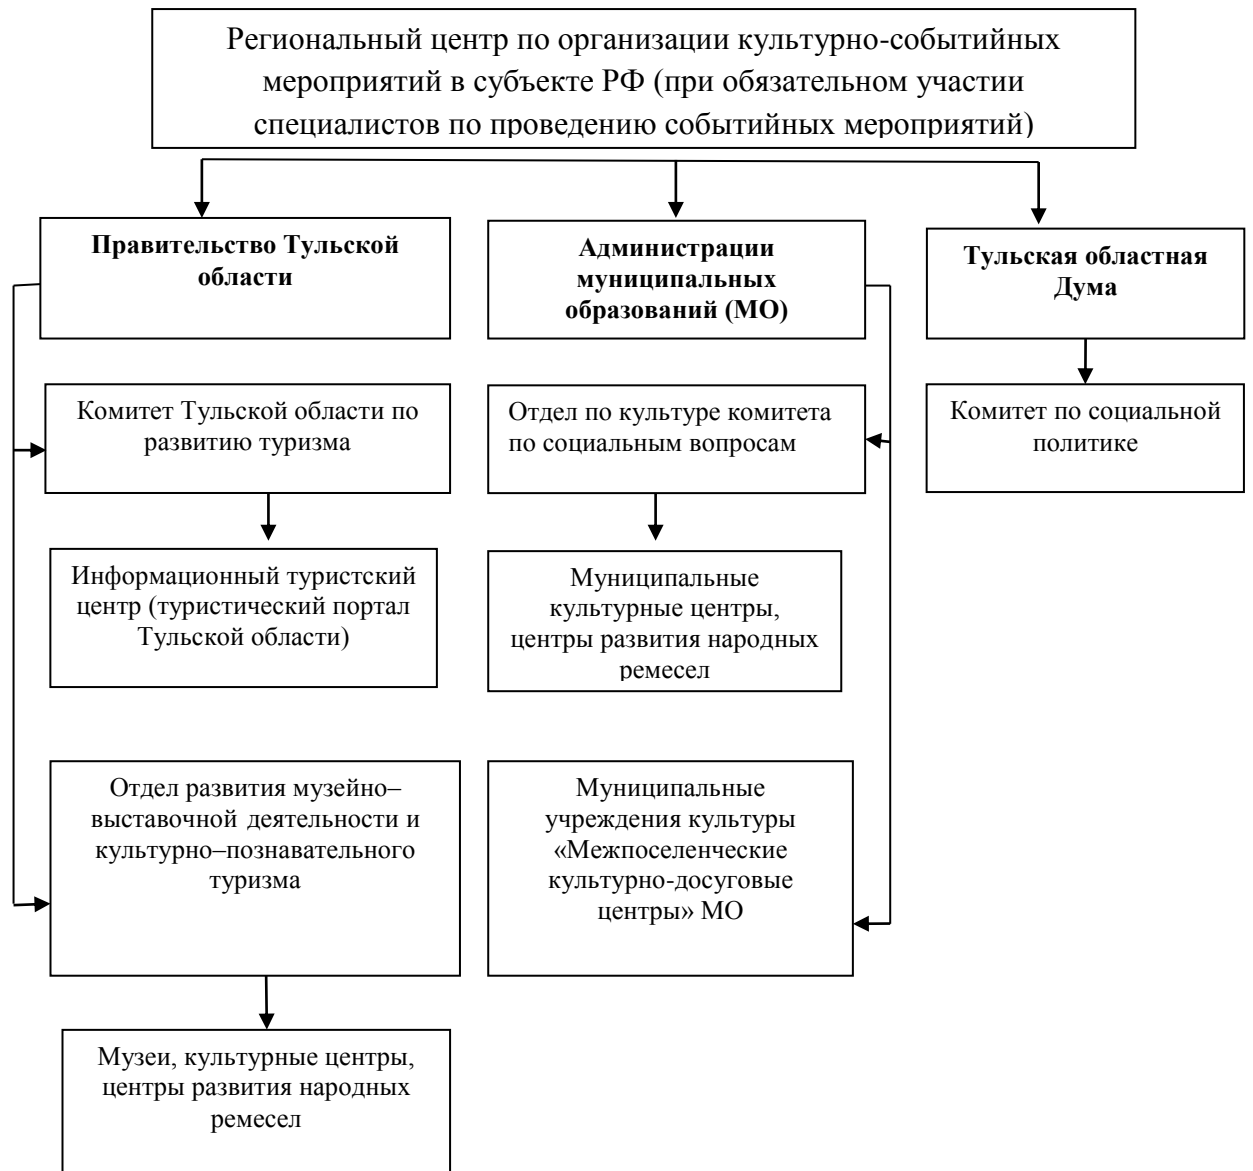 Региональный центр по организации культурно-событийных
мероприятий в субъекте РФ (при обязательном участии
специалистов по проведению событийных мероприятий)
Правительство Тульской
области
Администрации
муниципальных
образований (МО)
Тульская областная
Дума
Комитет Тульской области по
развитию туризма
Отдел по культуре комитета
по социальным вопросам
Комитет по социальной
политике
Информационный туристский
центр (туристический портал
Тульской области)
Муниципальные
культурные центры,
центры развития народных
ремесел
Отдел развития музейно–
выставочной деятельности и
культурно–познавательного
туризма
Муниципальные
учреждения культуры
«Межпоселенческие
культурно-досуговые
центры» МО
Музеи, культурные центры,
центры развития народных
ремесел